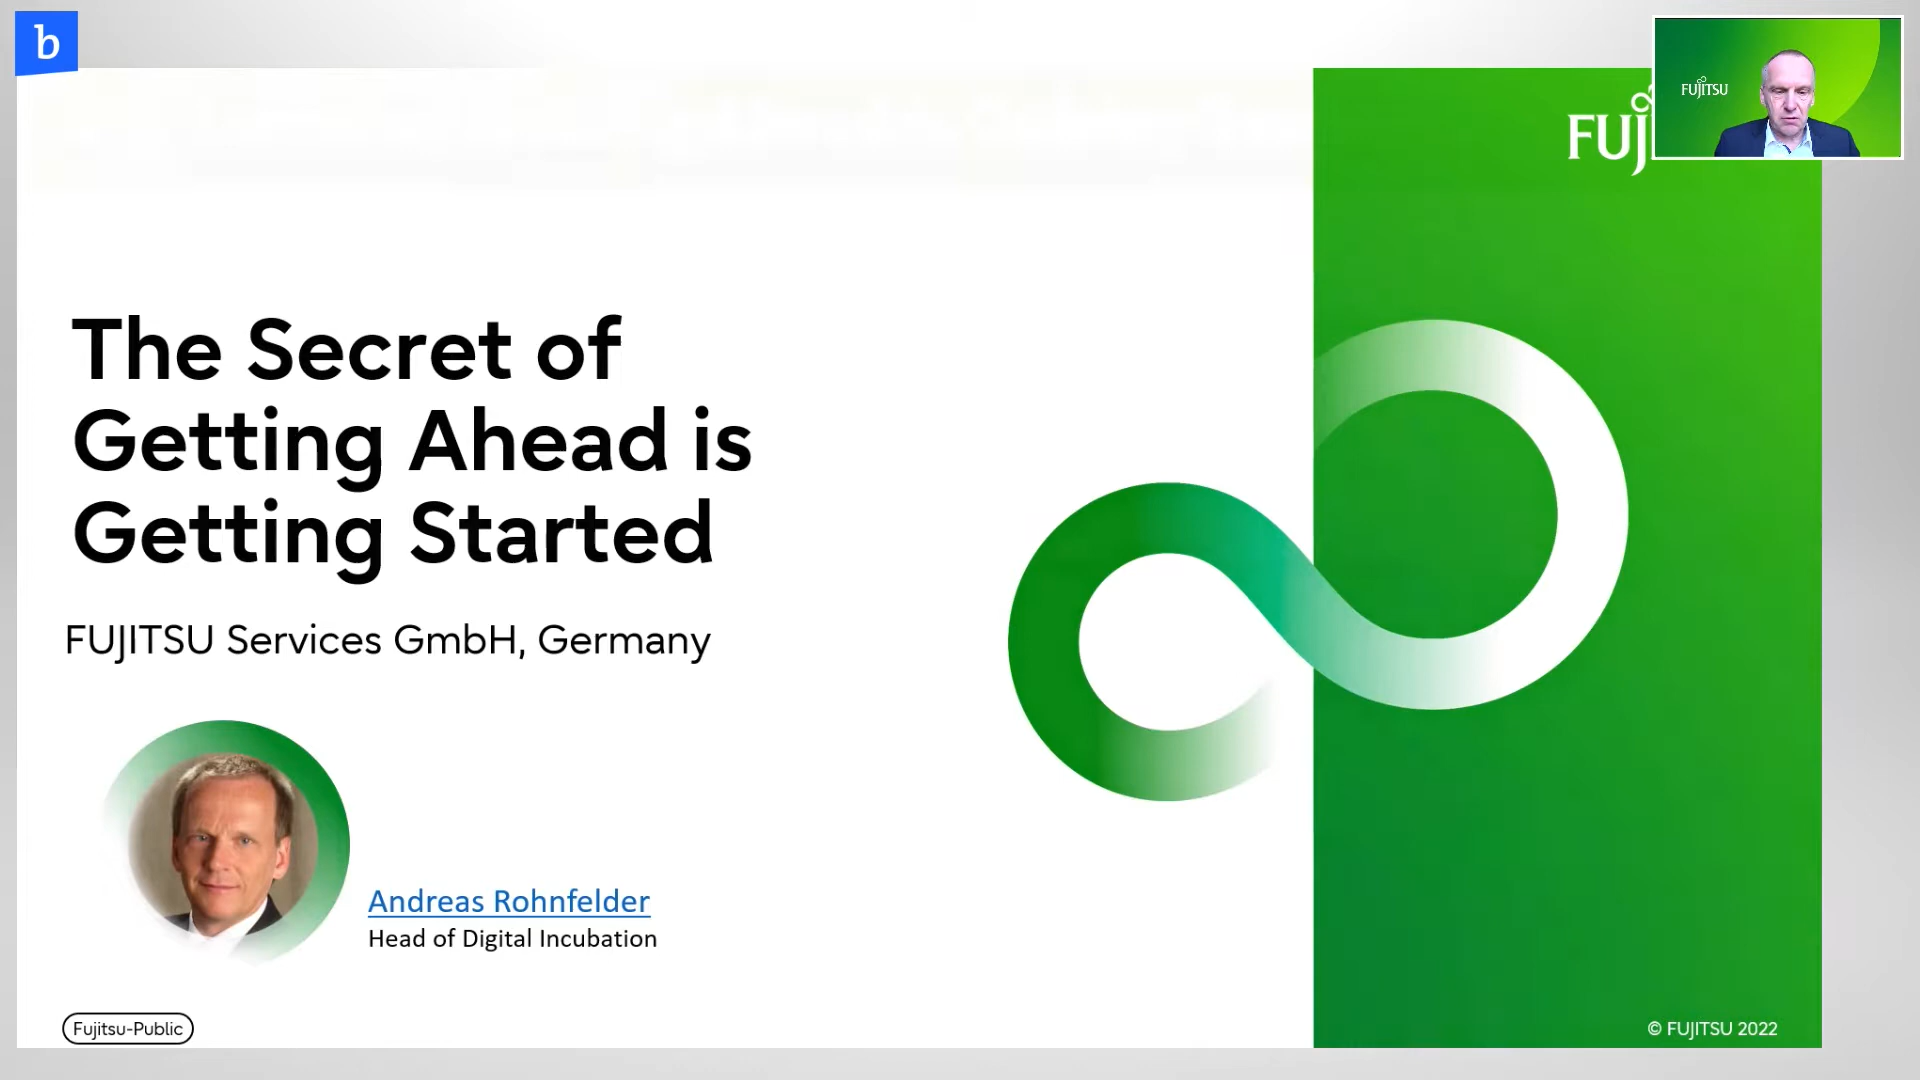 b
FUJ
FUJITSU
The Secret of
Getting Ahead is
Getting Started
FUJITSU Services GmbH, Germany
Andreas Rohnfelder
Head of Digital Incubation
Fujitsu-Public
© FUJITSU 2022